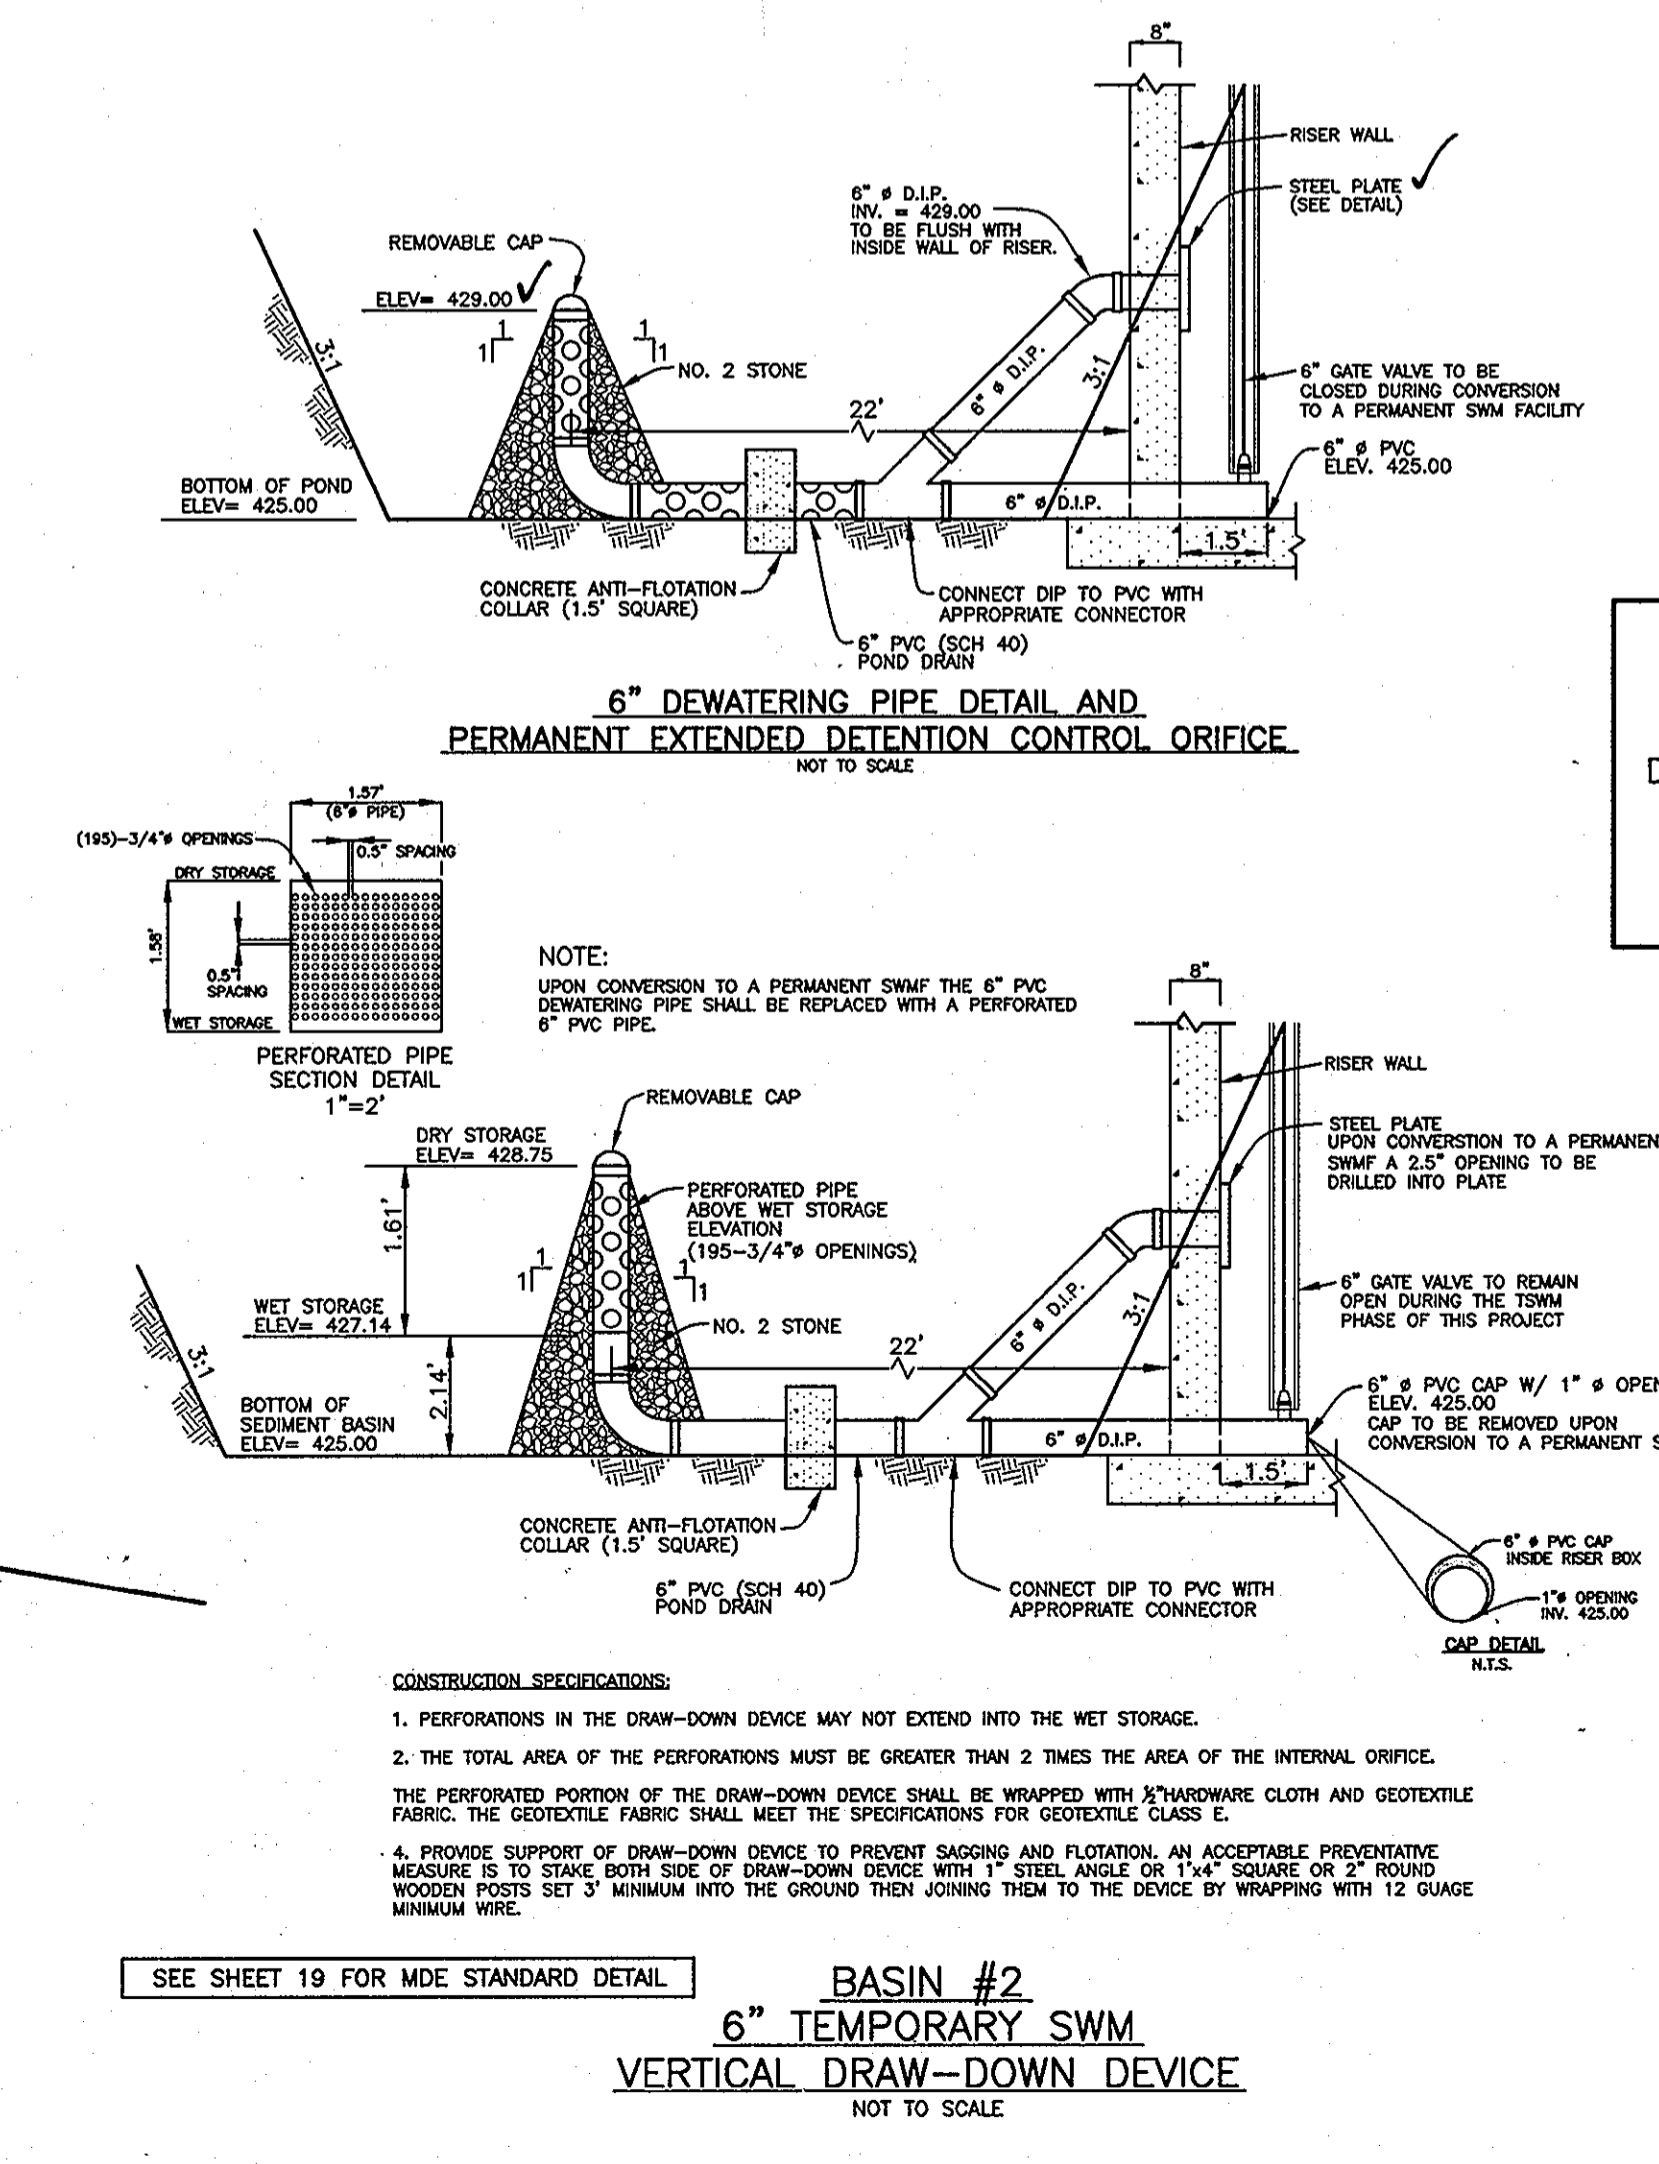 8"
RISER WALL
STEEL PLATE
(SEE DETAIL)
6" ø D.I.P.
INV. = 429.00
TO BE FLUSH WITH
INSIDE WALL OF RISER.
REMOVABLE CAP
ELEV= 429.00
1
1
1
1
3:1
NO. 2 STONE
6" ø D.I.P.
3:1
22'
6" GATE VALVE TO BE
CLOSED DURING CONVERSION
TO A PERMANENT SWM FACILITY
6" ø PVC
ELEV. 425.00
BOTTOM OF POND
ELEV= 425.00
6" ø D.I.P.
1.5'
CONCRETE ANTI-FLOTATION
COLLAR (1.5' SQUARE)
CONNECT DIP TO PVC WITH
APPROPRIATE CONNECTOR
6" PVC (SCH 40)
POND DRAIN
6" DEWATERING PIPE DETAIL AND
PERMANENT EXTENDED DETENTION CONTROL ORIFICE
NOT TO SCALE
1.57'
(6"ø PIPE)
(195)-3/4"ø OPENINGS
0.5" SPACING
DRY STORAGE
1.58'
0.5"
SPACING
WET STORAGE
PERFORATED PIPE
SECTION DETAIL
1"=2'
NOTE:
UPON CONVERSION TO A PERMANENT SWMF THE 6" PVC
DEWATERING PIPE SHALL BE REPLACED WITH A PERFORATED
6" PVC PIPE.
8"
RISER WALL
REMOVABLE CAP
STEEL PLATE
UPON CONVERSTION TO A PERMANEN
SWMF A 2.5" OPENING TO BE
DRILLED INTO PLATE
DRY STORAGE
ELEV= 428.75
PERFORATED PIPE
ABOVE WET STORAGE
ELEVATION
(195-3/4"ø OPENINGS)
1.61'
1
1
1
1
6" GATE VALVE TO REMAIN
OPEN DURING THE TSWM
PHASE OF THIS PROJECT
WET STORAGE
ELEV= 427.14
NO. 2 STONE
6" ø D.I.P.
3:1
3:1
22'
2.14'
6" ø PVC CAP W/ 1" ø OPE
ELEV. 425.00
CAP TO BE REMOVED UPON
CONVERSION TO A PERMANENT S
BOTTOM OF
SEDIMENT BASIN
ELEV= 425.00
6" ø D.I.P.
1.5'
CONCRETE ANTI-FLOTATION
COLLAR (1.5' SQUARE)
6" ø PVC CAP
INSIDE RISER BOX
6" PVC (SCH 40)
POND DRAIN
CONNECT DIP TO PVC WITH
APPROPRIATE CONNECTOR
1"ø OPENING
INV. 425.00
CAP DETAIL
N.T.S.
CONSTRUCTION SPECIFICATIONS:
1. PERFORATIONS IN THE DRAW-DOWN DEVICE MAY NOT EXTEND INTO THE WET STORAGE.
2. THE TOTAL AREA OF THE PERFORATIONS MUST BE GREATER THAN 2 TIMES THE AREA OF THE INTERNAL ORIFICE.
THE PERFORATED PORTION OF THE DRAW-DOWN DEVICE SHALL BE WRAPPED WITH ½"HARDWARE CLOTH AND GEOTEXTILE
FABRIC. THE GEOTEXTILE FABRIC SHALL MEET THE SPECIFICATIONS FOR GEOTEXTILE CLASS E.
4. PROVIDE SUPPORT OF DRAW-DOWN DEVICE TO PREVENT SAGGING AND FLOTATION. AN ACCEPTABLE PREVENTATIVE
MEASURE IS TO STAKE BOTH SIDE OF DRAW-DOWN DEVICE WITH 1" STEEL ANGLE OR 1'x4" SQUARE OR 2" ROUND
WOODEN POSTS SET 3' MINIMUM INTO THE GROUND THEN JOINING THEM TO THE DEVICE BY WRAPPING WITH 12 GUAGE
MINIMUM WIRE.
SEE SHEET 19 FOR MDE STANDARD DETAIL
BASIN #2
6" TEMPORARY SWM
VERTICAL DRAW-DOWN DEVICE
NOT TO SCALE